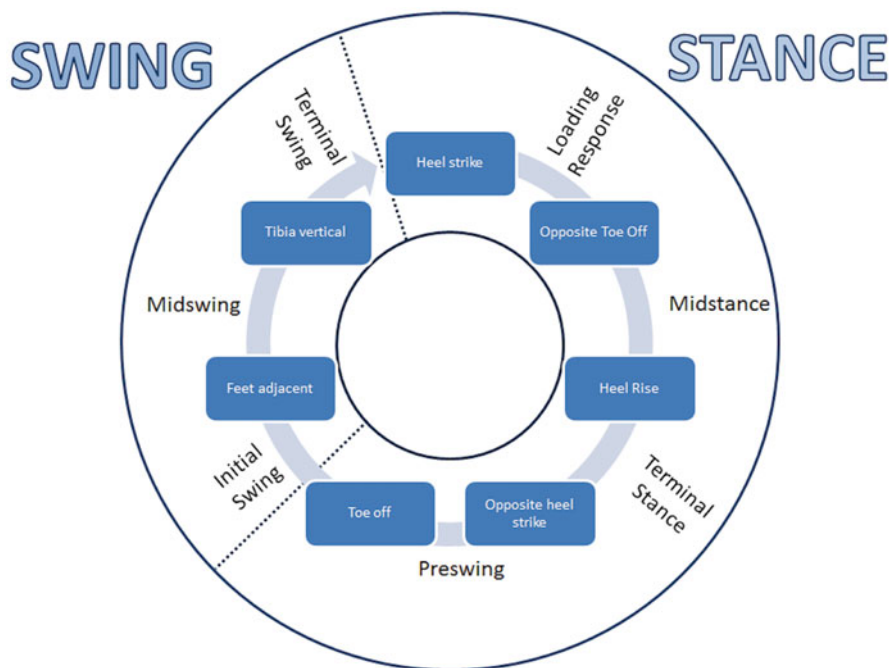 SWING
STANCE
Terminal
Swing
Loading
Response
Heel strike
Tibia vertical
Opposite Toe Off
Midswing
Midstance
Feet adjacent
Heel Rise
Initial
Swing
Terminal
Stance
Toe off
Opposite heel
strike
Preswing